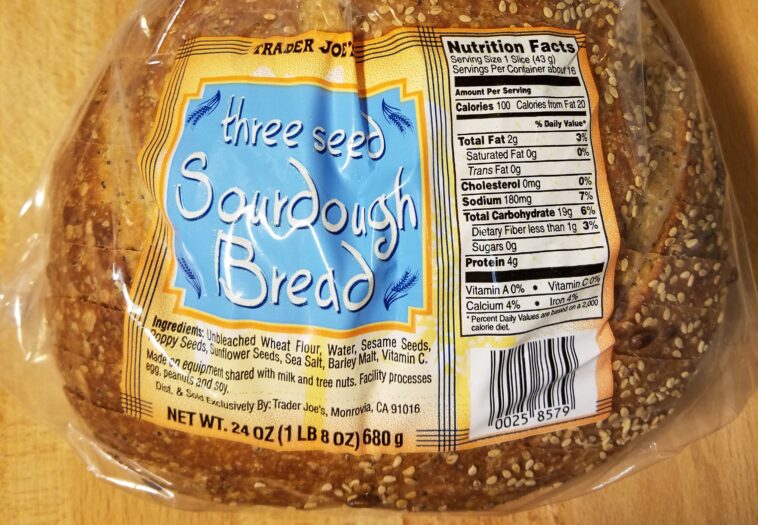 TRADER JOE'S
three seed
Sourdough
Bread
Ingredients: Unbleached Wheat Flour, Water, Sesame Seeds,
Poppy Seeds, Sunflower Seeds, Sea Salt, Barley Malt, Vitamin C.
Made on equipment shared with milk and tree nuts. Facility processes
egg, peanuts and soy.
Dist. & Sold Exclusively By: Trader Joe's, Monrovia, CA 91016
NET WT. 24 OZ (1 LB 8 OZ) 680 g
Nutrition Facts
Serving Size 1 Slice (43 g)
Servings Per Container about 16
Amount Per Serving
Calories 100 Calories from Fat 20
% Daily Value*
Total Fat 2g 3%
Saturated Fat 0g 0%
Trans Fat 0g
Cholesterol 0mg 0%
Sodium 180mg 7%
Total Carbohydrate 19g 6%
Dietary Fiber less than 1g 3%
Sugars 0g
Protein 4g
Vitamin A 0% • Vitamin C 0%
Calcium 4% • Iron 4%
* Percent Daily Values are based on a 2,000
calorie diet.
0025 8579